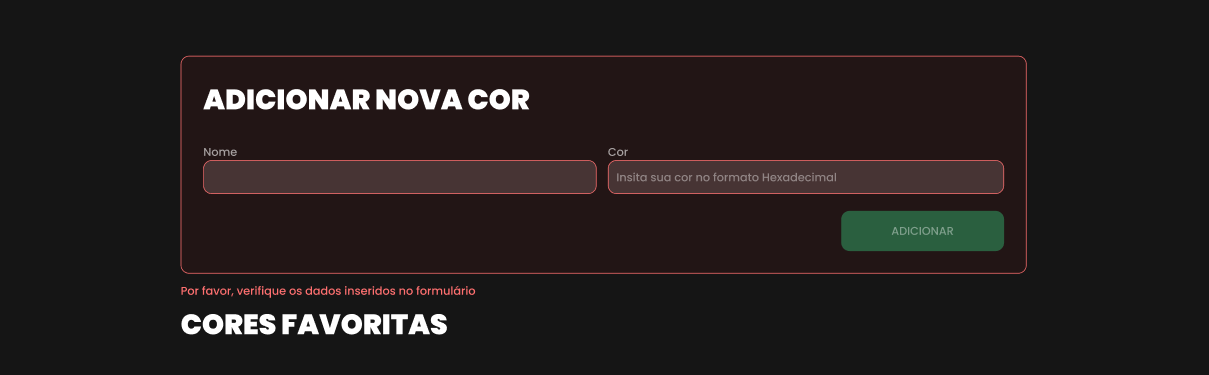 ADICIONAR NOVA COR
Nome
Cor
Insita sua cor no formato Hexadecimal
ADICIONAR
Por favor, verifique os dados inseridos no formulário
CORES FAVORITAS